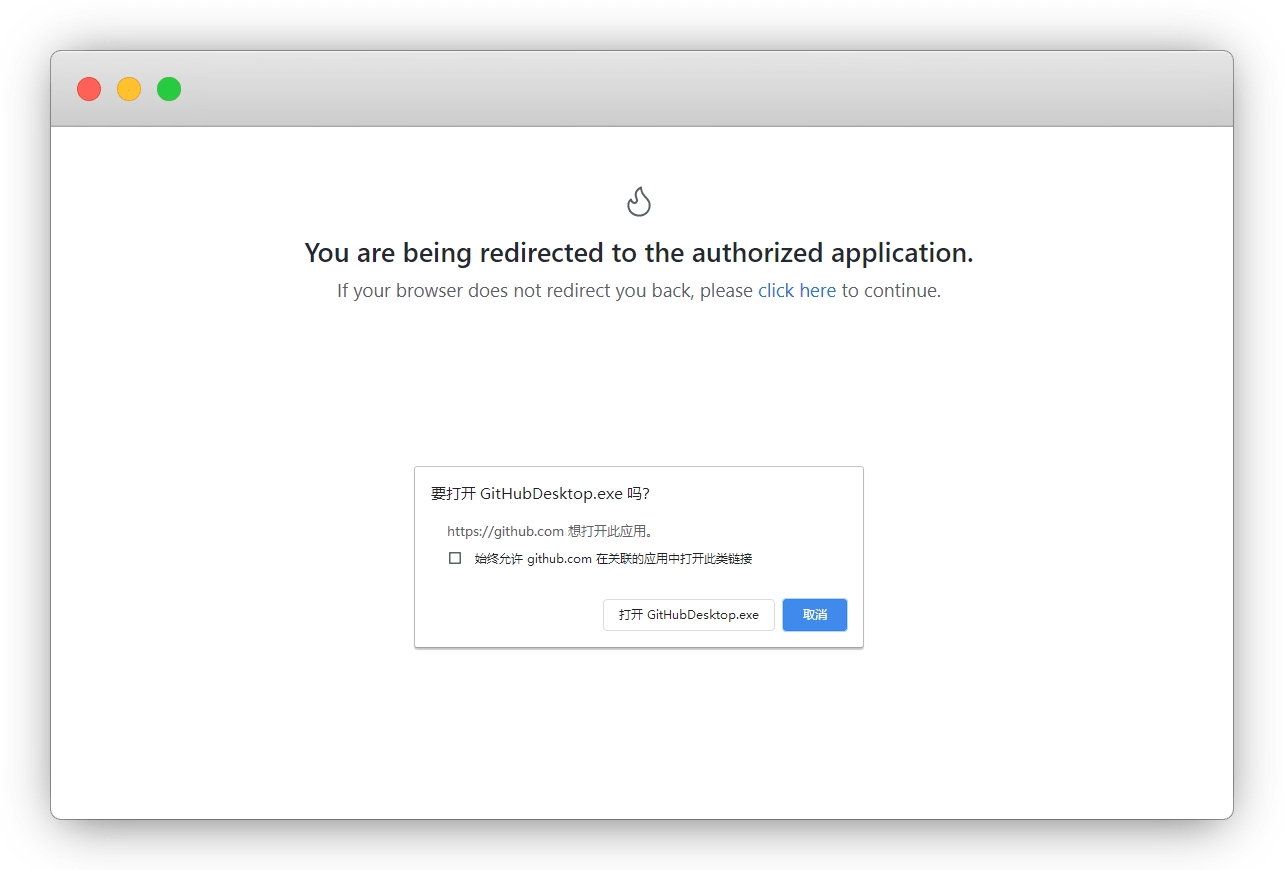 You are being redirected to the authorized application.
If your browser does not redirect you back, please click here to continue.
要打开 GitHubDesktop.exe 吗?
https://github.com 想打开此应用。
始终允许 github.com 在关联的应用中打开此类链接
打开 GitHubDesktop.exe 取消